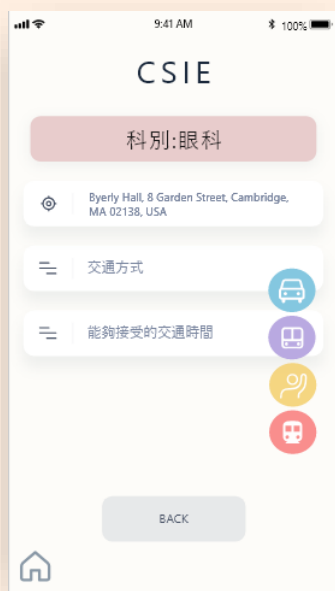 9:41 AM
100%
CSIE
科別:眼科
Byerly Hall, 8 Garden Street, Cambridge,
MA 02138, USA
交通方式
能夠接受的交通時間
BACK